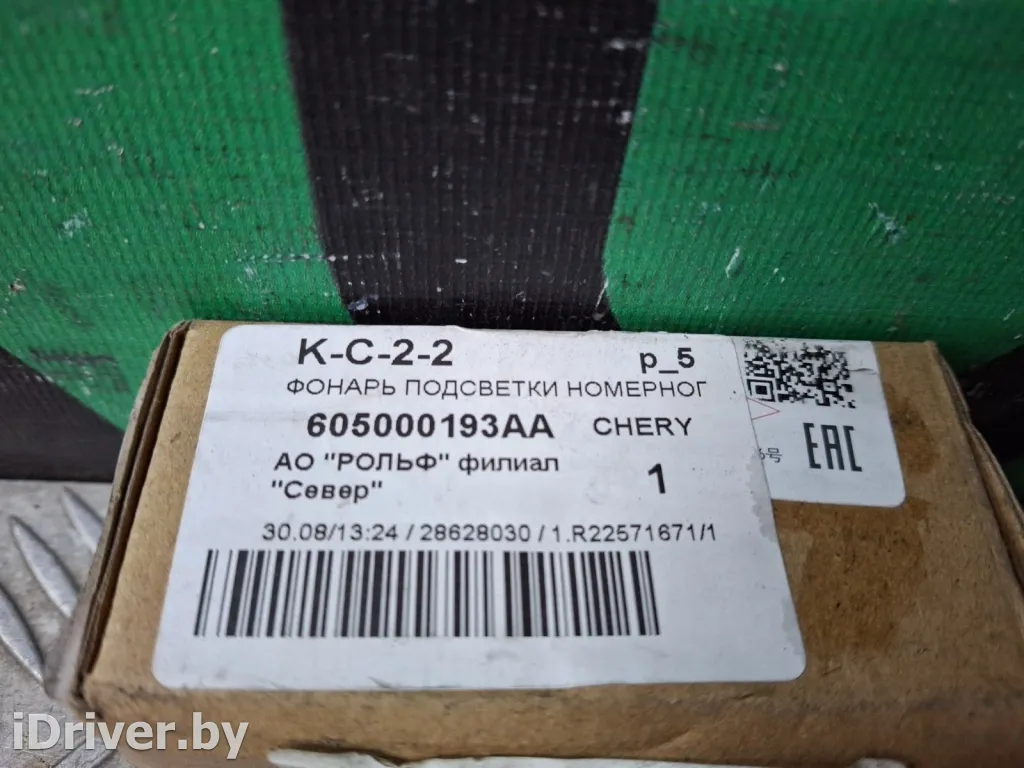 K-C-2-2 p_5
ФОНАРЬ ПОДСВЕТКИ НОМЕРНОГ
605000193AA CHERY
АО "РОЛЬФ" филиал 1
"Север"
30.08/13:24 / 28628030 / 1.R22571671/1
号
EAC
iDriver.by